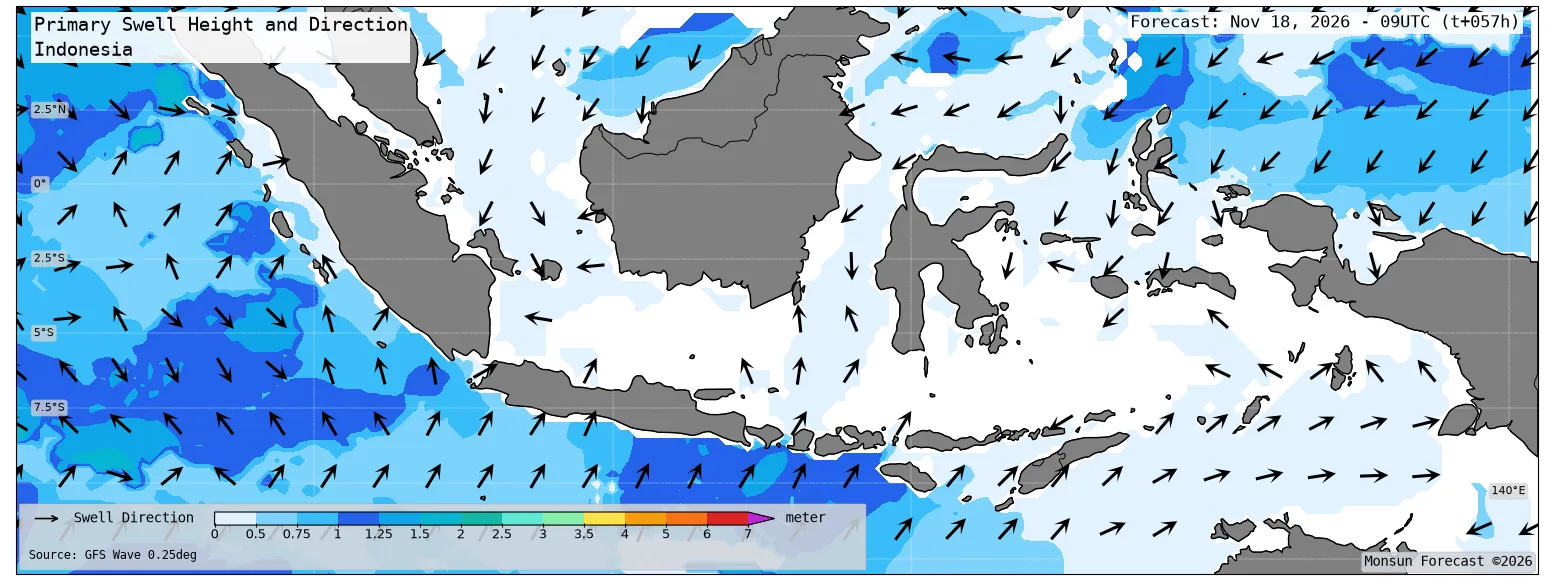 Primary Swell Height and Direction
Indonesia
Forecast: Nov 18, 2026 - 09UTC (t+057h)
2.5°N
0°
2.5°S
5°S
7.5°S
140°E
Swell Direction
0 0.5 0.75 1 1.25 1.5 2 2.5 3 3.5 4 5 6 7
meter
Source: GFS Wave 0.25deg
Monsun Forecast ©2026